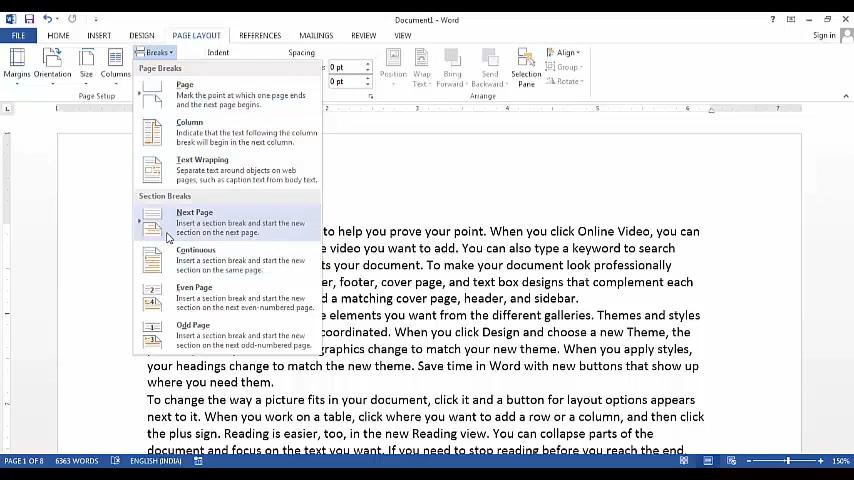 Document1 - Word
Sign in
FILE HOME INSERT DESIGN PAGE LAYOUT REFERENCES MAILINGS REVIEW VIEW
Margins Orientation Size Columns
Page Setup
Breaks
Indent
Spacing
0 pt
0 pt
Position
Wrap Text
Bring Forward
Send Backward
Selection Pane
Align
Group
Rotate
Arrange
Page Breaks
Page
Mark the point at which one page ends
and the next page begins.
Column
Indicate that the text following the column
break will begin in the next column.
Text Wrapping
Separate text around objects on web
pages, such as caption text from body text.
Section Breaks
Next Page
Insert a section break and start the new
section on the next page.
Continuous
Insert a section break and start the new
section on the same page.
Even Page
Insert a section break and start the new
section on the next even-numbered page.
Odd Page
Insert a section break and start the new
section on the next odd-numbered page.
1 2 3 4 5 6 7
to help you prove your point. When you click Online Video, you can
e video you want to add. You can also type a keyword to search
ts your document. To make your document look professionally
er, footer, cover page, and text box designs that complement each
d a matching cover page, header, and sidebar.
e elements you want from the different galleries. Themes and styles
coordinated. When you click Design and choose a new Theme, the
graphics change to match your new theme. When you apply styles,
your headings change to match the new theme. Save time in Word with new buttons that show up
where you need them.
To change the way a picture fits in your document, click it and a button for layout options appears
next to it. When you work on a table, click where you want to add a row or a column, and then click
the plus sign. Reading is easier, too, in the new Reading view. You can collapse parts of the
document and focus on the text you want. If you need to stop reading before you reach the end
PAGE 1 OF 8 6363 WORDS ENGLISH (INDIA) 150%